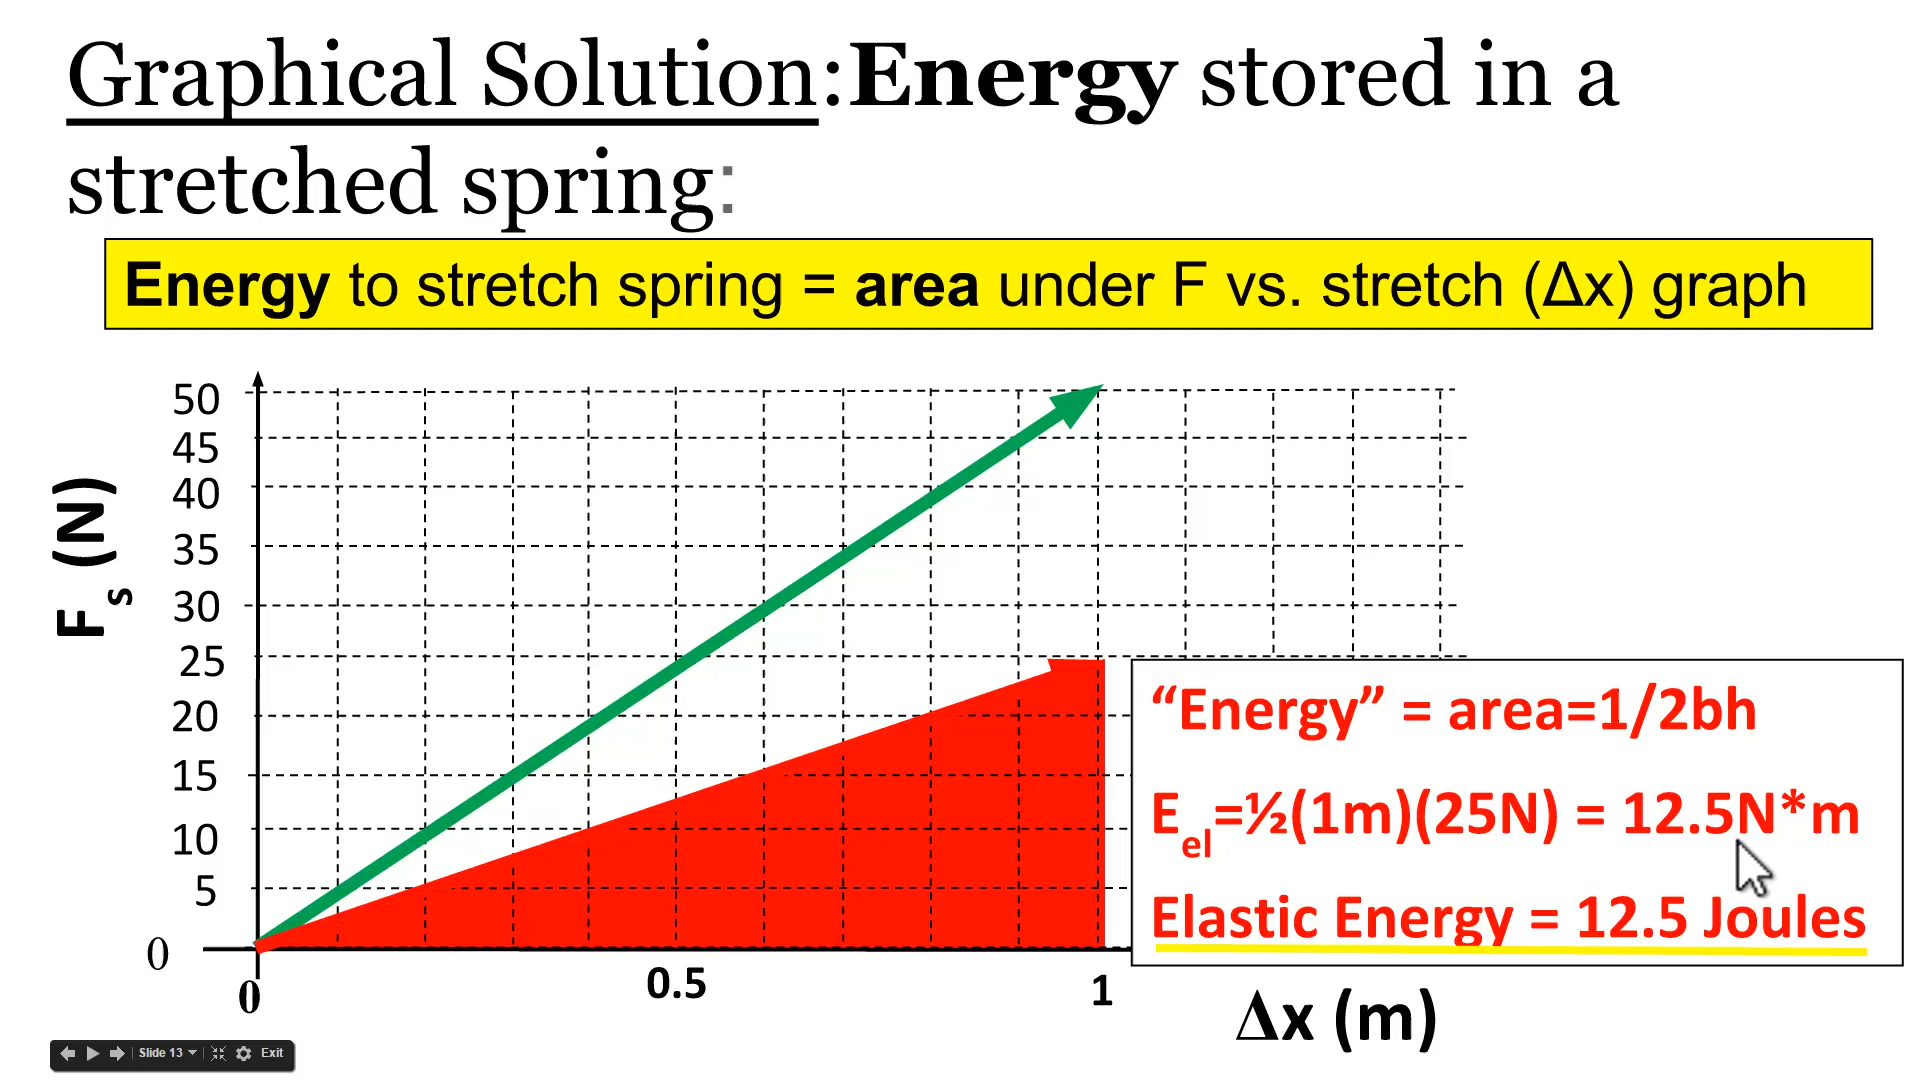 Graphical Solution:Energy stored in a
stretched spring:
Energy to stretch spring = area under F vs. stretch (Δx) graph
50
45
40
35
30
25
20
15
10
5
0
Fs (N)
0
0.5
1
Δx (m)
“Energy” = area=1/2bh
Eel=½(1m)(25N) = 12.5N*m
Elastic Energy = 12.5 Joules
Slide 13
Exit